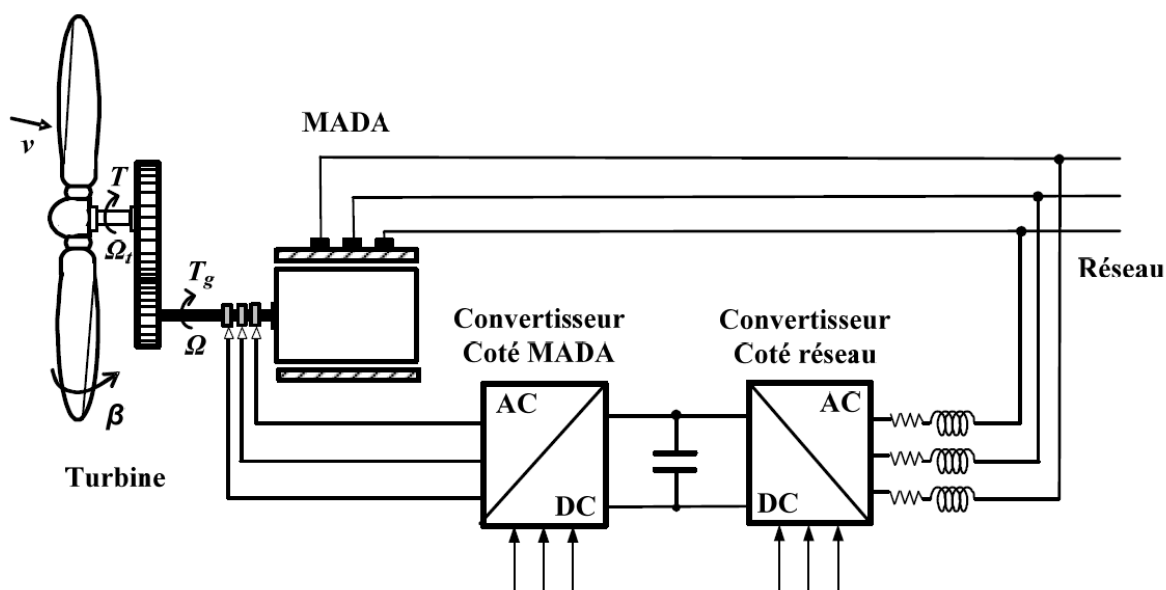 MADA
v
T
Ωt
Tg
Ω
β
Turbine
Réseau
Convertisseur
Coté MADA
Convertisseur
Coté réseau
AC
DC
AC
DC